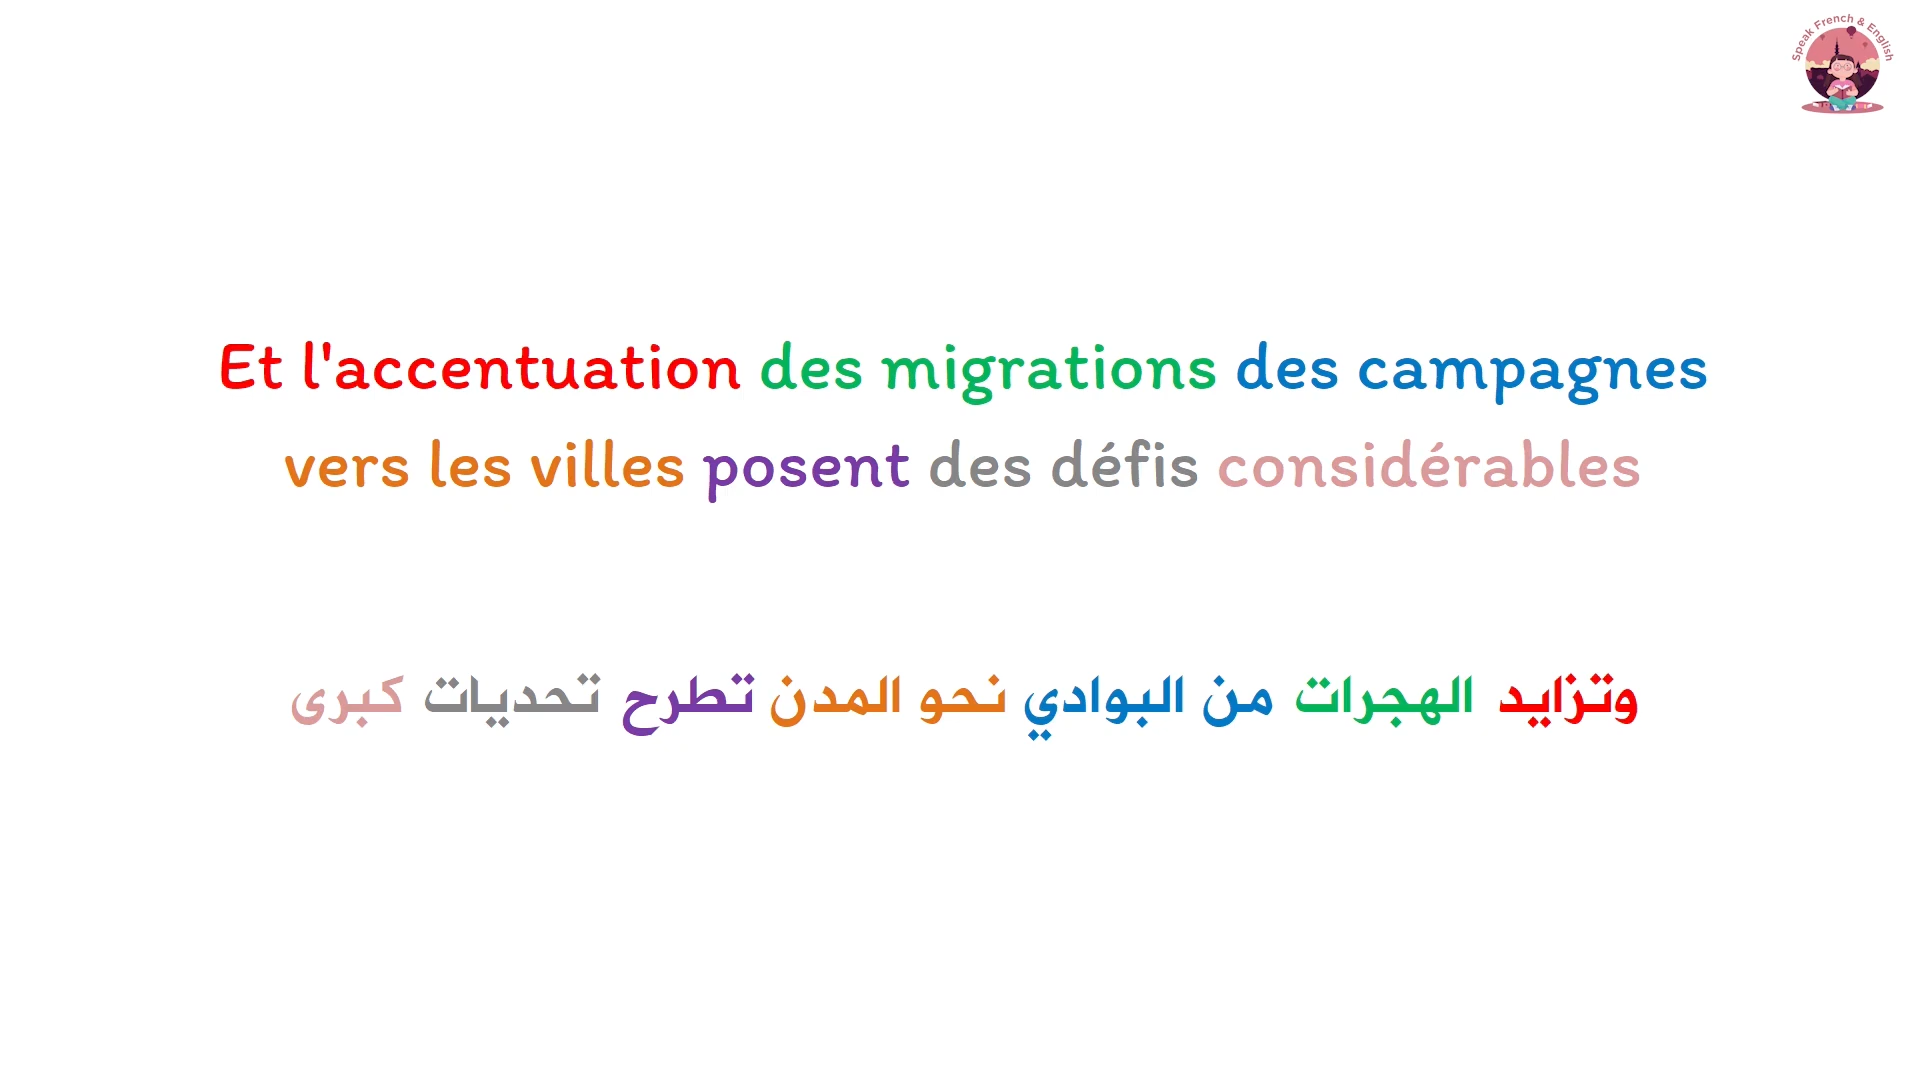 Speak French & English
Et l'accentuation des migrations des campagnes
vers les villes posent des défis considérables
وتزايد الهجرات من البوادي نحو المدن تطرح تحديات كبرى